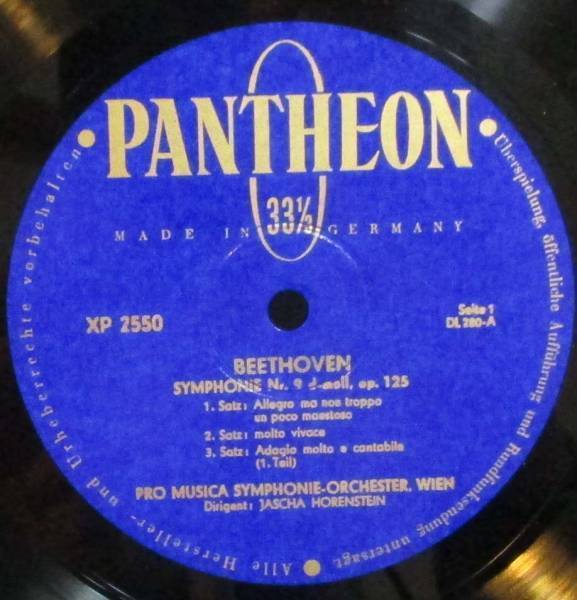 PANTHEON
33⅓
MADE IN GERMANY
XP 2550
Seite 1
DL 280-A
BEETHOVEN
SYMPHONIE Nr. 9 d-moll, op. 125
1. Satz: Allegro ma non troppo
un poco maestoso
2. Satz: molto vivace
3. Satz: Adagio molto e cantabile
(1. Teil)
PRO MUSICA SYMPHONIE-ORCHESTER, WIEN
Dirigent: JASCHA HORENSTEIN
Alle Hersteller- und Urheberrechte vorbehalten
Überspielung, öffentliche Aufführung und Rundfunksendung untersagt.